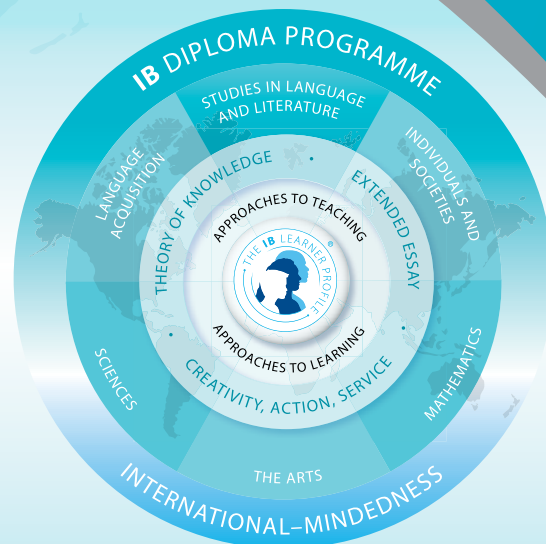 IB DIPLOMA PROGRAMME
STUDIES IN LANGUAGE
AND LITERATURE
LANGUAGE
ACQUISITION
INDIVIDUALS AND
SOCIETIES
THEORY OF KNOWLEDGE
EXTENDED ESSAY
APPROACHES TO TEACHING
THE IB LEARNER PROFILE
®
APPROACHES TO LEARNING
CREATIVITY, ACTION, SERVICE
SCIENCES
MATHEMATICS
THE ARTS
INTERNATIONAL–MINDEDNESS